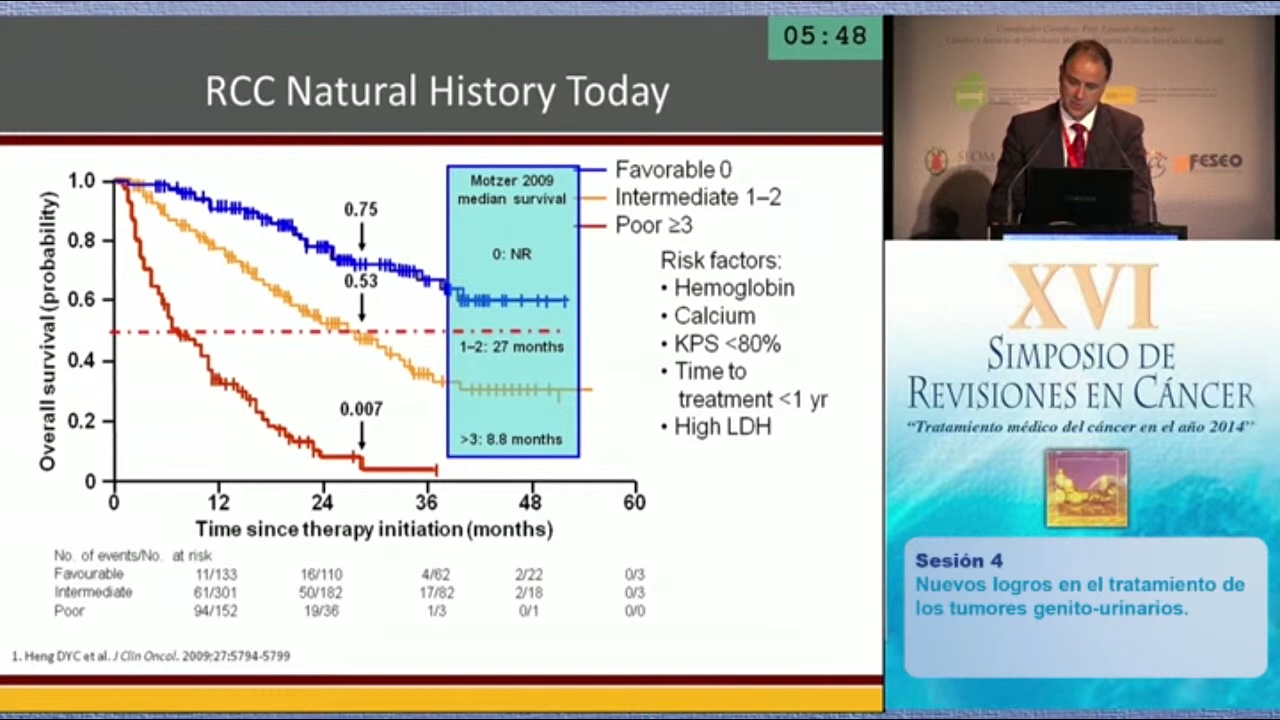 05:48
RCC Natural History Today
Overall survival (probability)
1.0
0.8
0.6
0.4
0.2
0
0.75
0.53
0.007
Motzer 2009
median survival
0: NR
1–2: 27 months
>3: 8.8 months
Favorable 0
Intermediate 1–2
Poor ≥3
Risk factors:
• Hemoglobin
• Calcium
• KPS <80%
• Time to
treatment <1 yr
• High LDH
0 12 24 36 48 60
Time since therapy initiation (months)
No. of events/No. at risk
Favourable 11/133 16/110 4/62 2/22 0/3
Intermediate 61/301 50/182 17/82 2/18 0/3
Poor 94/152 19/36 1/3 0/1 0/0
1. Heng DYC et al. J Clin Oncol. 2009;27:5794-5799
FESEO
XVI
SIMPOSIO DE
REVISIONES EN CÁNCER
“Tratamiento médico del cáncer en el año 2014”
Sesión 4
Nuevos logros en el tratamiento de
los tumores genito-urinarios.